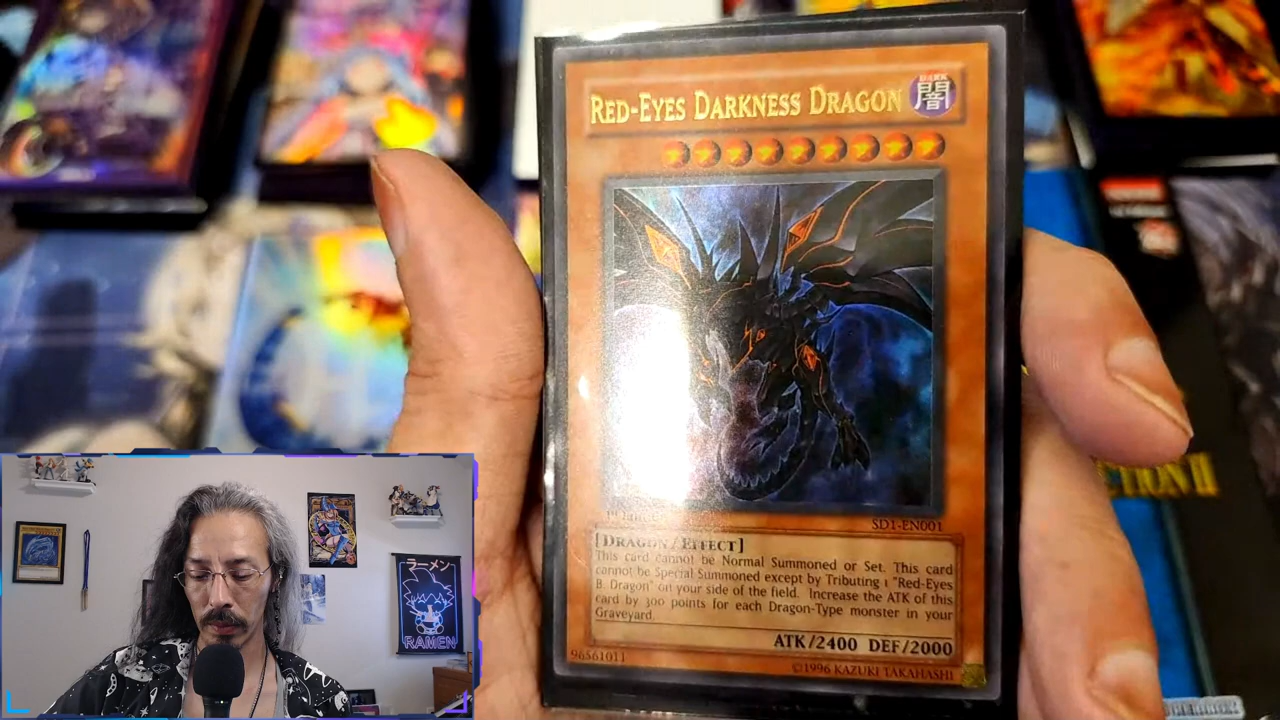 RED-EYES DARKNESS DRAGON
DARK
闇
SD1-EN001
[DRAGON/EFFECT]
This card cannot be Normal Summoned or Set. This card
cannot be Special Summoned except by Tributing 1 "Red-Eyes
B. Dragon" on your side of the field. Increase the ATK of this
card by 300 points for each Dragon-Type monster in your
Graveyard.
ATK/2400 DEF/2000
96561011
©1996 KAZUKI TAKAHASHI
ラーメン
RAMEN
II